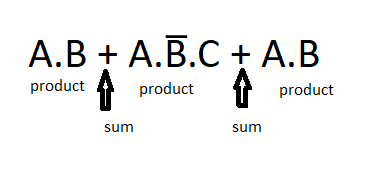 A.B + A.B̅.C + A.B
product product product
sum sum